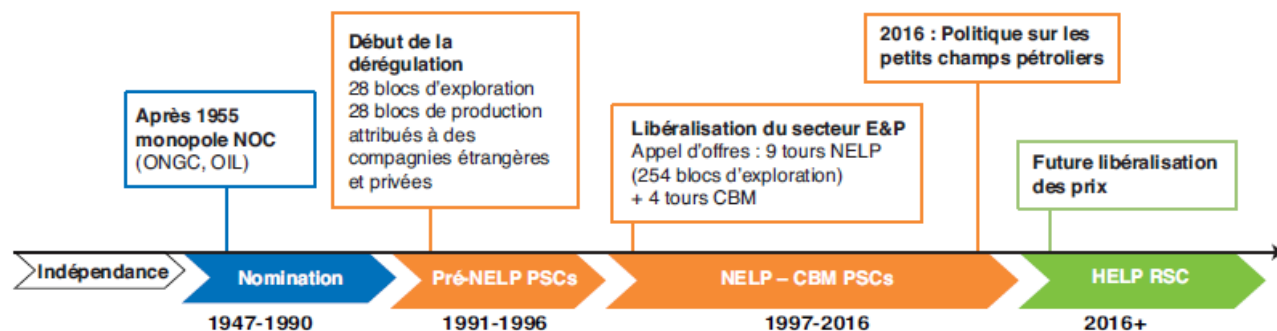 Après 1955
monopole NOC
(ONGC, OIL)
Début de la
dérégulation
28 blocs d'exploration
28 blocs de production
attribués à des
compagnies étrangères
et privées
Libéralisation du secteur E&P
Appel d'offres : 9 tours NELP
(254 blocs d'exploration)
+ 4 tours CBM
2016 : Politique sur les
petits champs pétroliers
Future libéralisation
des prix
Indépendance
Nomination
Pré-NELP PSCs
NELP – CBM PSCs
HELP RSC
1947-1990
1991-1996
1997-2016
2016+